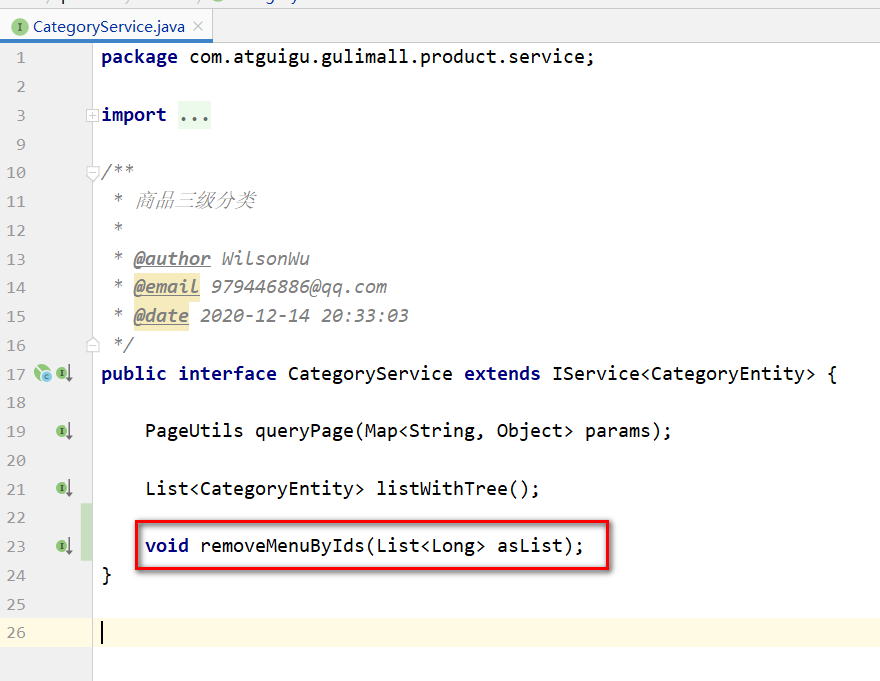 CategoryService.java
1 package com.atguigu.gulimall.product.service;
2
3 import ...
9
10 /**
11 * 商品三级分类
12 *
13 * @author WilsonWu
14 * @email 979446886@qq.com
15 * @date 2020-12-14 20:33:03
16 */
17 public interface CategoryService extends IService<CategoryEntity> {
18
19 PageUtils queryPage(Map<String, Object> params);
20
21 List<CategoryEntity> listWithTree();
22
23 void removeMenuByIds(List<Long> asList);
24 }
25
26